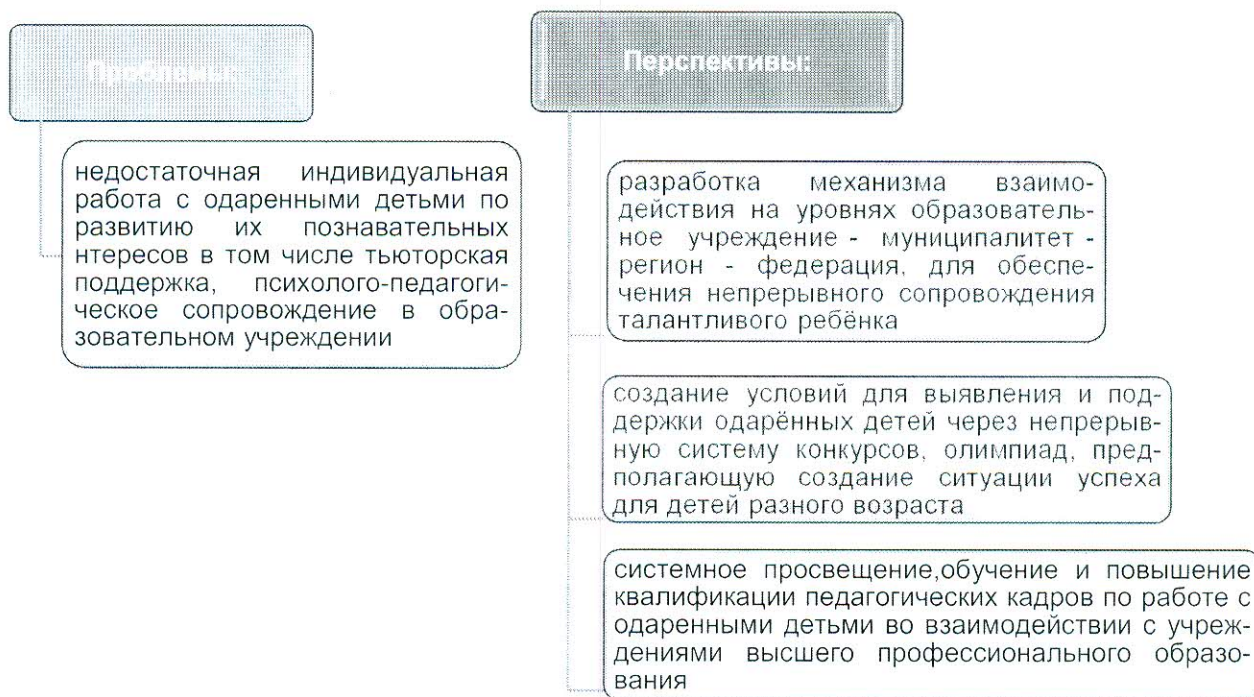 Проблемы:
недостаточная индивидуальная
работа с одаренными детьми по
развитию их познавательных
нтересов в том числе тьюторская
поддержка, психолого-педагоги-
ческое сопровождение в обра-
зовательном учреждении
Перспективы:
разработка механизма взаимо-
действия на уровнях образователь-
ное учреждение - муниципалитет -
регион - федерация, для обеспе-
чения непрерывного сопровождения
талантливого ребёнка
создание условий для выявления и под-
держки одарённых детей через непрерыв-
ную систему конкурсов, олимпиад, пред-
полагающую создание ситуации успеха
для детей разного возраста
системное просвещение,обучение и повышение
квалификации педагогических кадров по работе с
одаренными детьми во взаимодействии с учреж-
дениями высшего профессионального образо-
вания